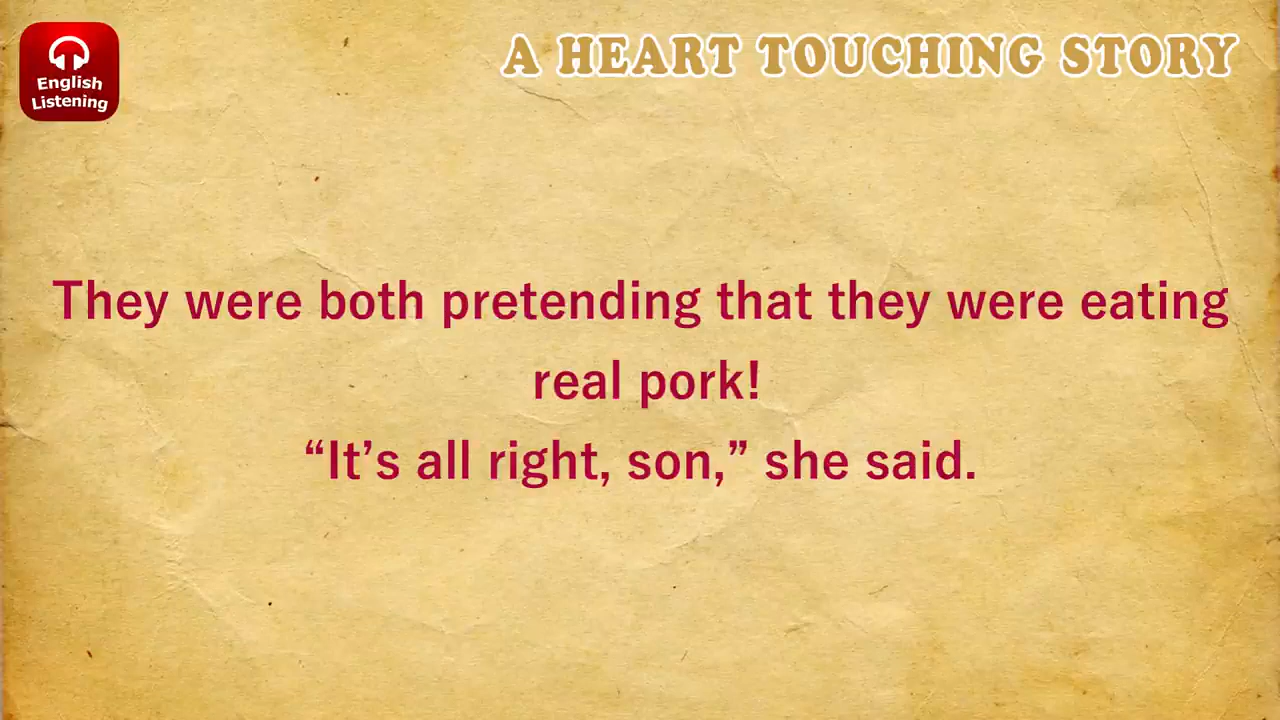 English
Listening
A HEART TOUCHING STORY
They were both pretending that they were eating
real pork!
“It’s all right, son,” she said.